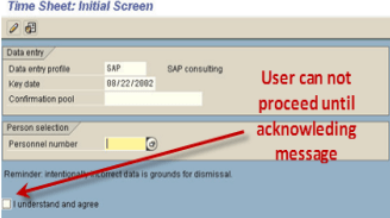 Time Sheet: Initial Screen
Data entry
Data entry profile SAP SAP consulting
Key date 08/22/2002
Confirmation pool
Person selection
Personnel number
User can not
proceed until
acknowleding
message
Reminder: intentionally incorrect data is grounds for dismissal.
I understand and agree